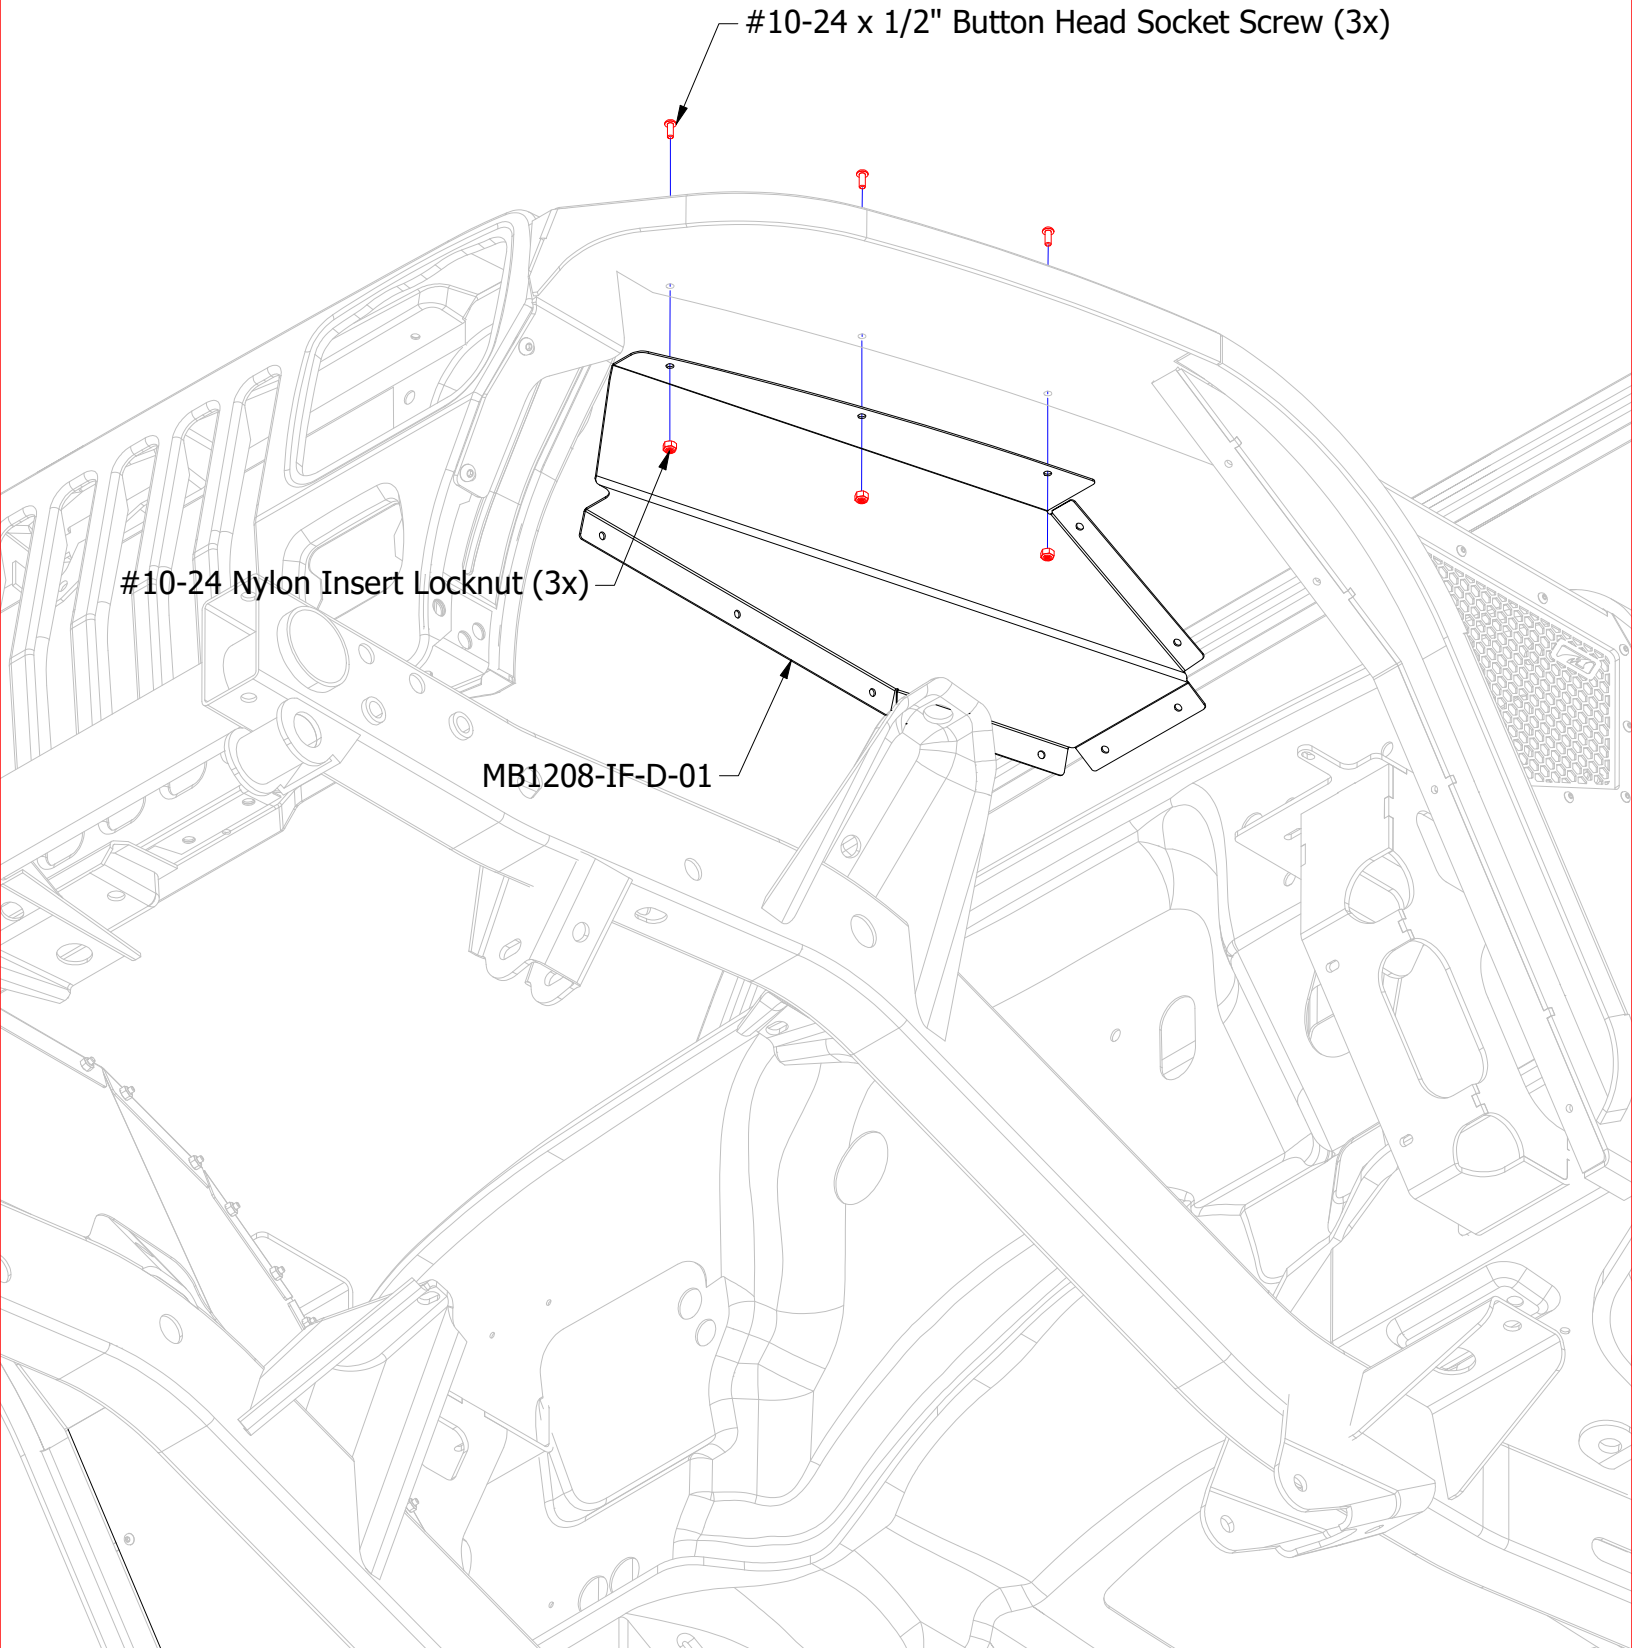 #10-24 x 1/2" Button Head Socket Screw (3x)
#10-24 Nylon Insert Locknut (3x)
MB1208-IF-D-01